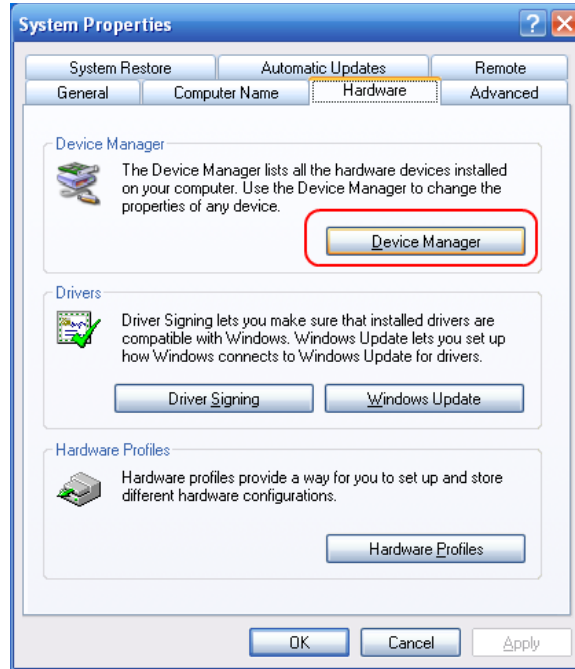 System Properties
System Restore Automatic Updates Remote
General Computer Name Hardware Advanced
Device Manager
The Device Manager lists all the hardware devices installed
on your computer. Use the Device Manager to change the
properties of any device.
Device Manager
Drivers
Driver Signing lets you make sure that installed drivers are
compatible with Windows. Windows Update lets you set up
how Windows connects to Windows Update for drivers.
Driver Signing Windows Update
Hardware Profiles
Hardware profiles provide a way for you to set up and store
different hardware configurations.
Hardware Profiles
OK Cancel Apply